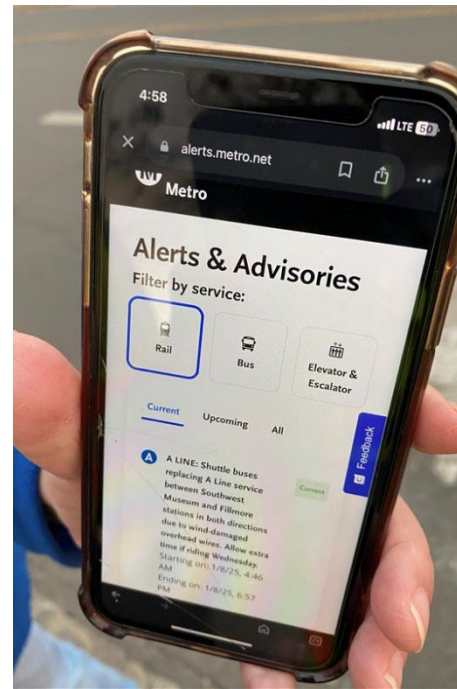 4:58
LTE 50
alerts.metro.net
M
Metro
Alerts & Advisories
Filter by service:
Rail
Bus
Elevator &
Escalator
Current
Upcoming
All
Feedback
A
A LINE: Shuttle buses
replacing A Line service
between Southwest
Museum and Fillmore
stations in both directions
due to wind-damaged
overhead wires. Allow extra
time if riding Wednesday.
Current
Starting on: 1/8/25, 4:46
AM
Ending on: 1/8/25, 6:57
PM